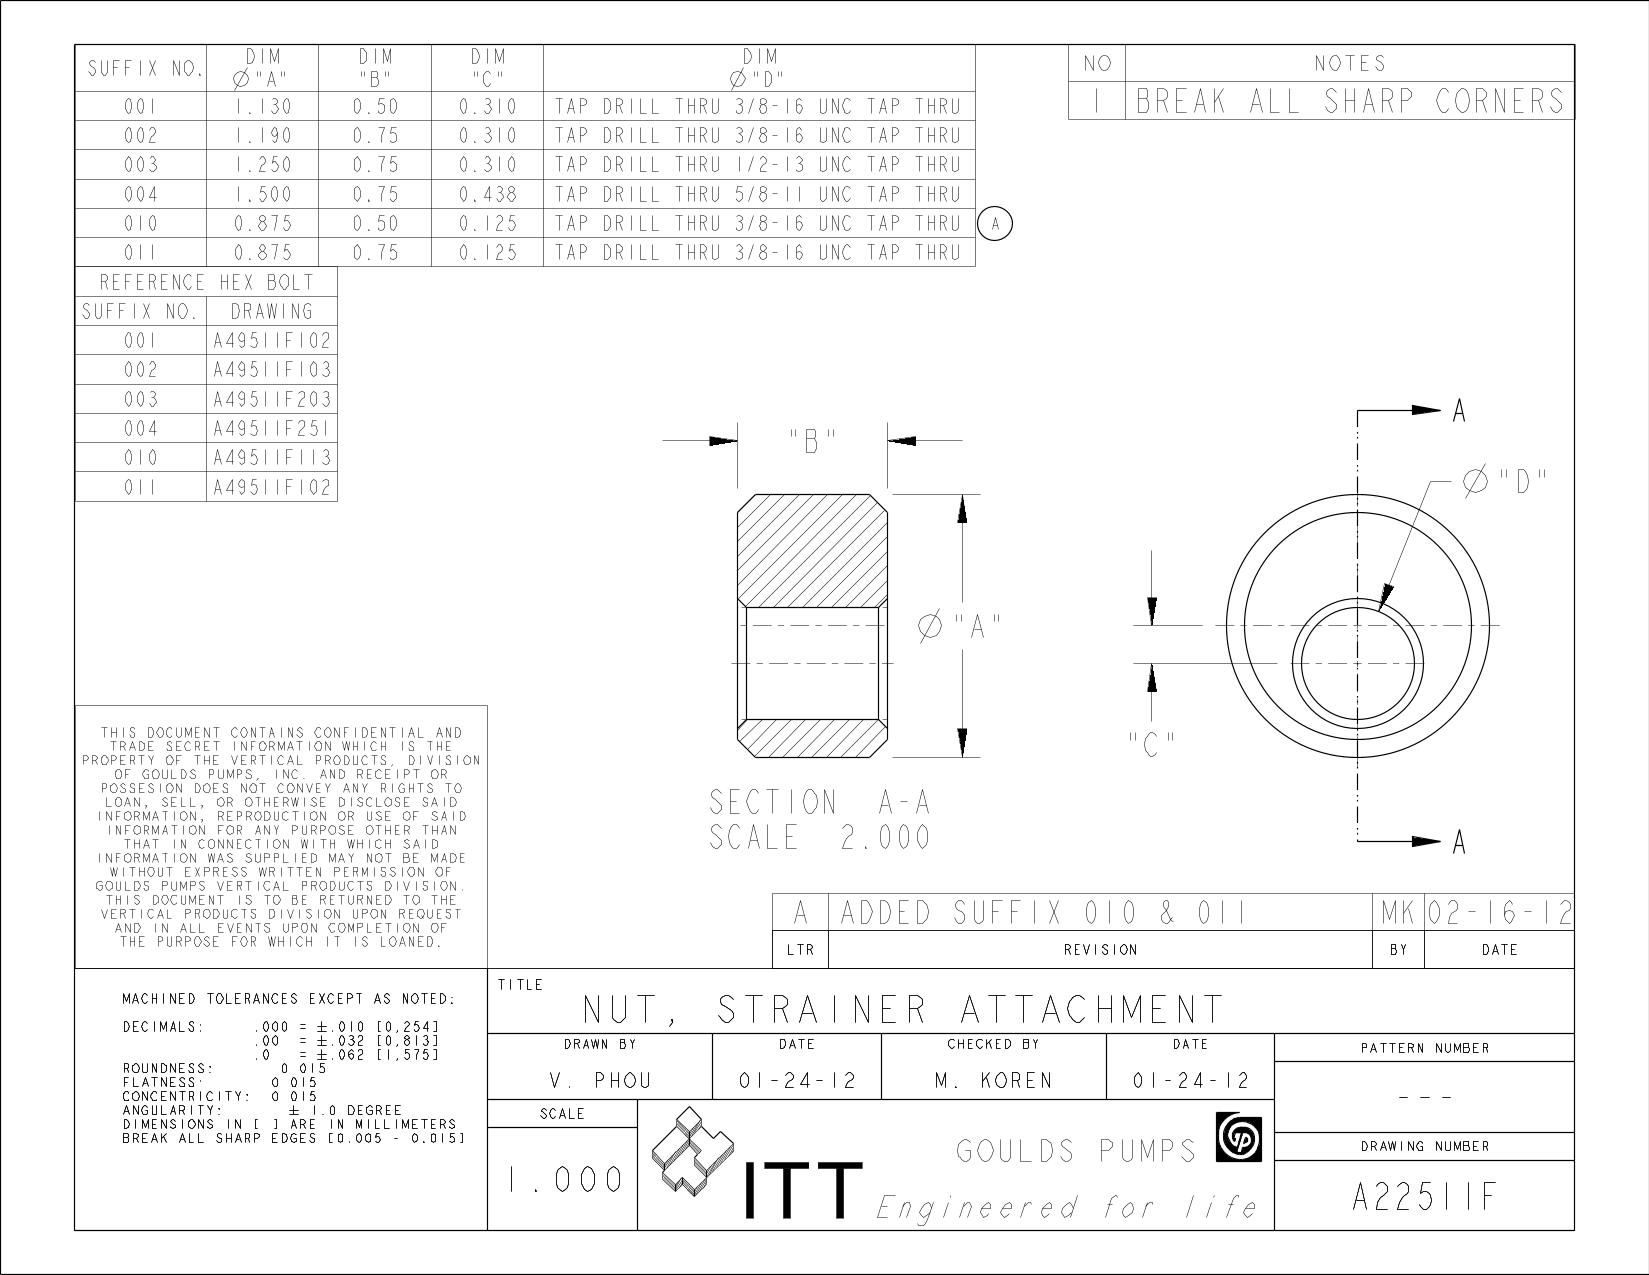 SUFFIX NO. DIM Ø"A" DIM "B" DIM "C" DIM Ø"D"
001 1.130 0.50 0.310 TAP DRILL THRU 3/8-16 UNC TAP THRU
002 1.190 0.75 0.310 TAP DRILL THRU 3/8-16 UNC TAP THRU
003 1.250 0.75 0.310 TAP DRILL THRU 1/2-13 UNC TAP THRU
004 1.500 0.75 0.438 TAP DRILL THRU 5/8-11 UNC TAP THRU
010 0.875 0.50 0.125 TAP DRILL THRU 3/8-16 UNC TAP THRU A
011 0.875 0.75 0.125 TAP DRILL THRU 3/8-16 UNC TAP THRU
NO NOTES
1 BREAK ALL SHARP CORNERS
REFERENCE HEX BOLT
SUFFIX NO. DRAWING
001 A49511F102
002 A49511F103
003 A49511F203
004 A49511F251
010 A49511F113
011 A49511F102
"B"
Ø"A"
SECTION A-A
SCALE 2.000
A
Ø"D"
"C"
A
THIS DOCUMENT CONTAINS CONFIDENTIAL AND
TRADE SECRET INFORMATION WHICH IS THE
PROPERTY OF THE VERTICAL PRODUCTS, DIVISION
OF GOULDS PUMPS, INC. AND RECEIPT OR
POSSESION DOES NOT CONVEY ANY RIGHTS TO
LOAN, SELL, OR OTHERWISE DISCLOSE SAID
INFORMATION, REPRODUCTION OR USE OF SAID
INFORMATION FOR ANY PURPOSE OTHER THAN
THAT IN CONNECTION WITH WHICH SAID
INFORMATION WAS SUPPLIED MAY NOT BE MADE
WITHOUT EXPRESS WRITTEN PERMISSION OF
GOULDS PUMPS VERTICAL PRODUCTS DIVISION.
THIS DOCUMENT IS TO BE RETURNED TO THE
VERTICAL PRODUCTS DIVISION UPON REQUEST
AND IN ALL EVENTS UPON COMPLETION OF
THE PURPOSE FOR WHICH IT IS LOANED.
A ADDED SUFFIX 010 & 011 MK 02-16-12
LTR REVISION BY DATE
MACHINED TOLERANCES EXCEPT AS NOTED:
DECIMALS: .000 = ±.010 [0,254]
.00 = ±.032 [0,813]
.0 = ±.062 [1,575]
ROUNDNESS: 0.015
FLATNESS: 0.015
CONCENTRICITY: 0.015
ANGULARITY: ± 1.0 DEGREE
DIMENSIONS IN [ ] ARE IN MILLIMETERS
BREAK ALL SHARP EDGES [0.005 - 0.015]
TITLE
NUT, STRAINER ATTACHMENT
DRAWN BY DATE CHECKED BY DATE
V. PHOU 01-24-12 M. KOREN 01-24-12
PATTERN NUMBER
---
SCALE
1.000
ITT
GOULDS PUMPS
Engineered for life
DRAWING NUMBER
A22511F